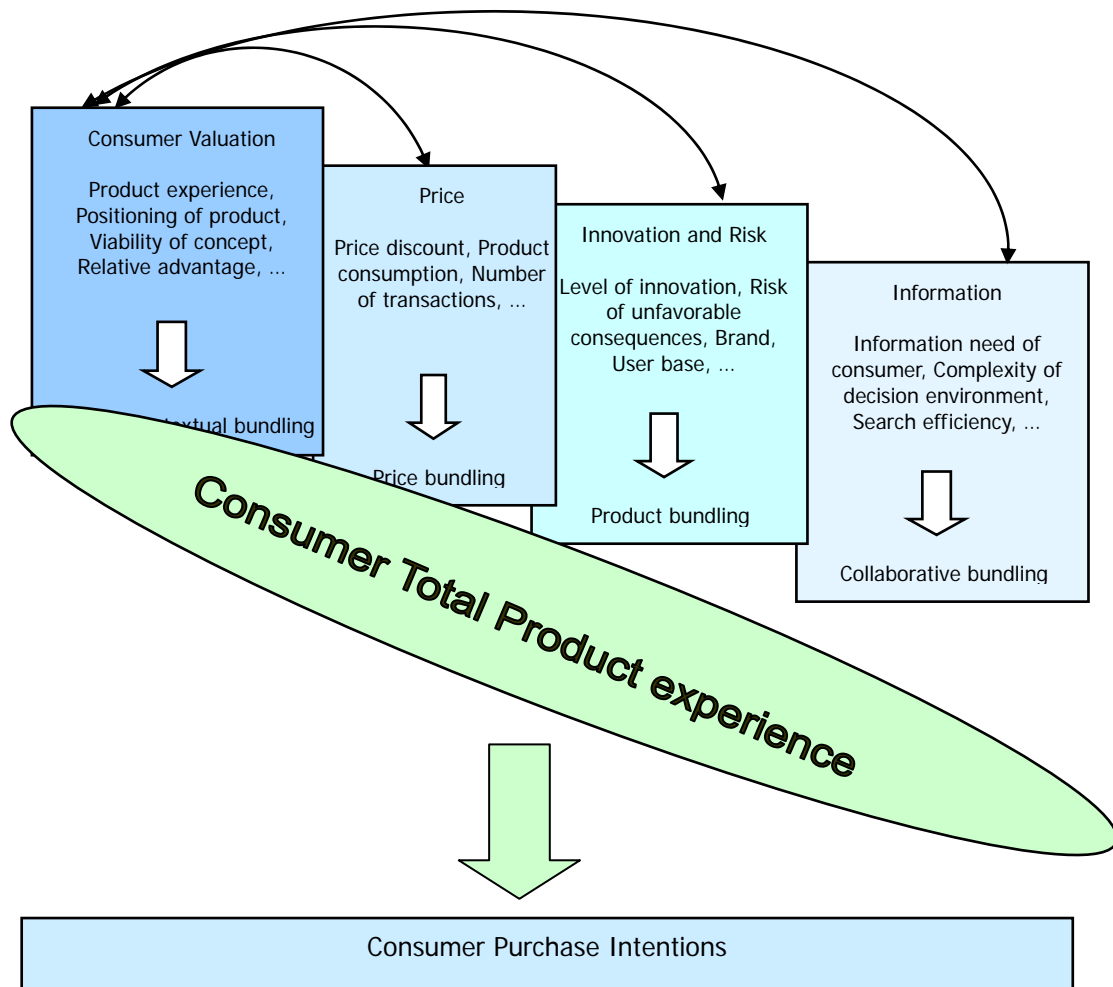 Consumer Valuation
Product experience,
Positioning of product,
Viability of concept,
Relative advantage, ...
bundling
Price
Price discount, Product
consumption, Number
of transactions, ...
Price bundling
Innovation and Risk
Level of innovation, Risk
of unfavorable
consequences, Brand,
User base, ...
Product bundling
Information
Information need of
consumer, Complexity of
decision environment,
Search efficiency, ...
Collaborative bundling
Consumer Total Product experience
Consumer Purchase Intentions